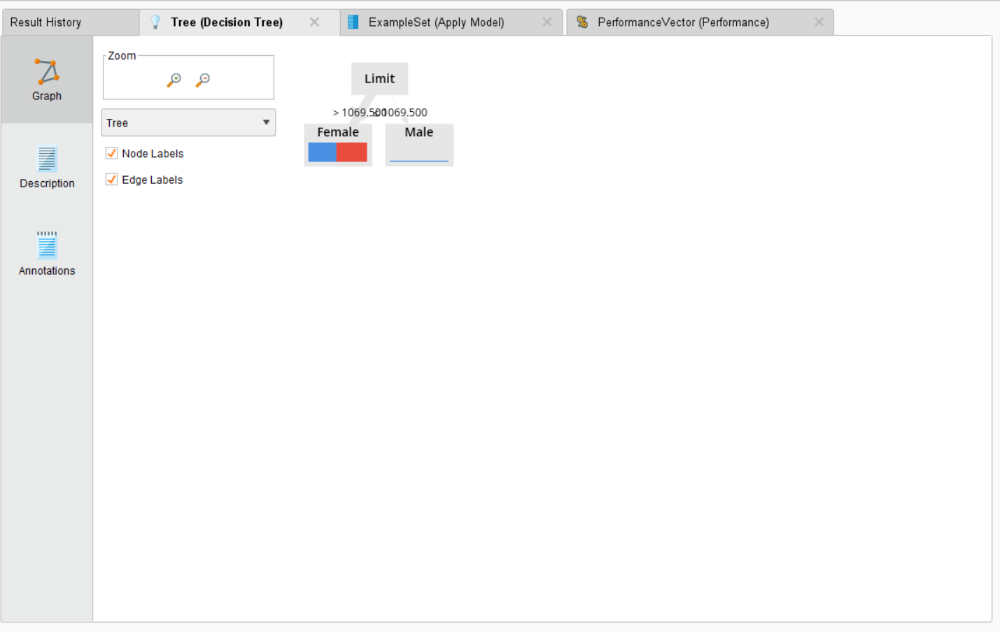 Result History
Tree (Decision Tree)
ExampleSet (Apply Model)
PerformanceVector (Performance)
Graph
Description
Annotations
Zoom
Tree
Node Labels
Edge Labels
Limit
> 1069.500
≤ 1069.500
Female
Male